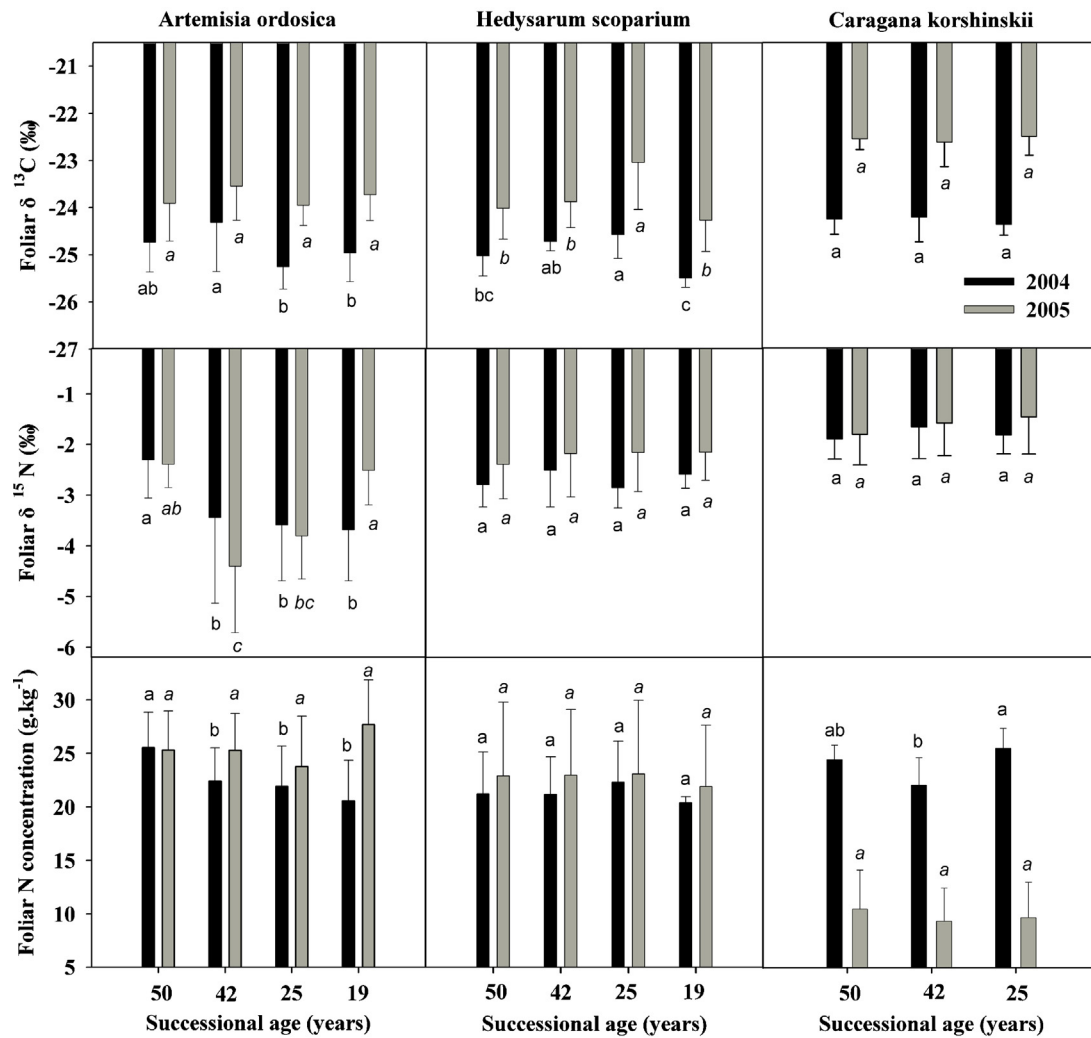 Artemisia ordosica Hedysarum scoparium Caragana korshinskii
Foliar δ ¹³C (‰)
-21
-22
-23
-24
-25
-26
-27
a a a a b b a b a a a
ab a b b bc ab a c a a a
2004
2005
Foliar δ ¹⁵N (‰)
-1
-2
-3
-4
-5
-6
a ab b c b bc b a
a a a a a a a a
a a a a a a
Foliar N concentration (g.kg⁻¹)
30
25
20
15
10
5
a a b a b a b a
a a a a a a a a
ab a b a a a
50 42 25 19 50 42 25 19 50 42 25
Successional age (years) Successional age (years) Successional age (years)